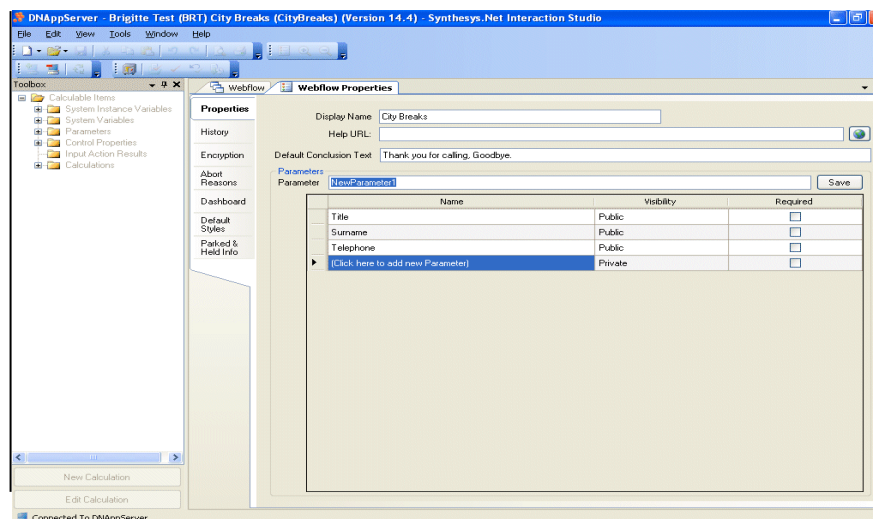 DNAppServer - Brigitte Test (BRT) City Breaks (CityBreaks) (Version 14.4) - Synthesys.Net Interaction Studio
File Edit View Tools Window Help
Toolbox
Calculable Items
System Instance Variables
System Variables
Parameters
Control Properties
Input Action Results
Calculations
New Calculation
Edit Calculation
Webflow
Webflow Properties
Properties
History
Encryption
Abort
Reasons
Dashboard
Default
Styles
Parked &
Held Info
Display Name City Breaks
Help URL:
Default Conclusion Text Thank you for calling, Goodbye.
Parameters
Parameter NewParameter1 Save
Name Visibility Required
Title Public
Surname Public
Telephone Public
(Click here to add new Parameter) Private
Connected To DNAppServer